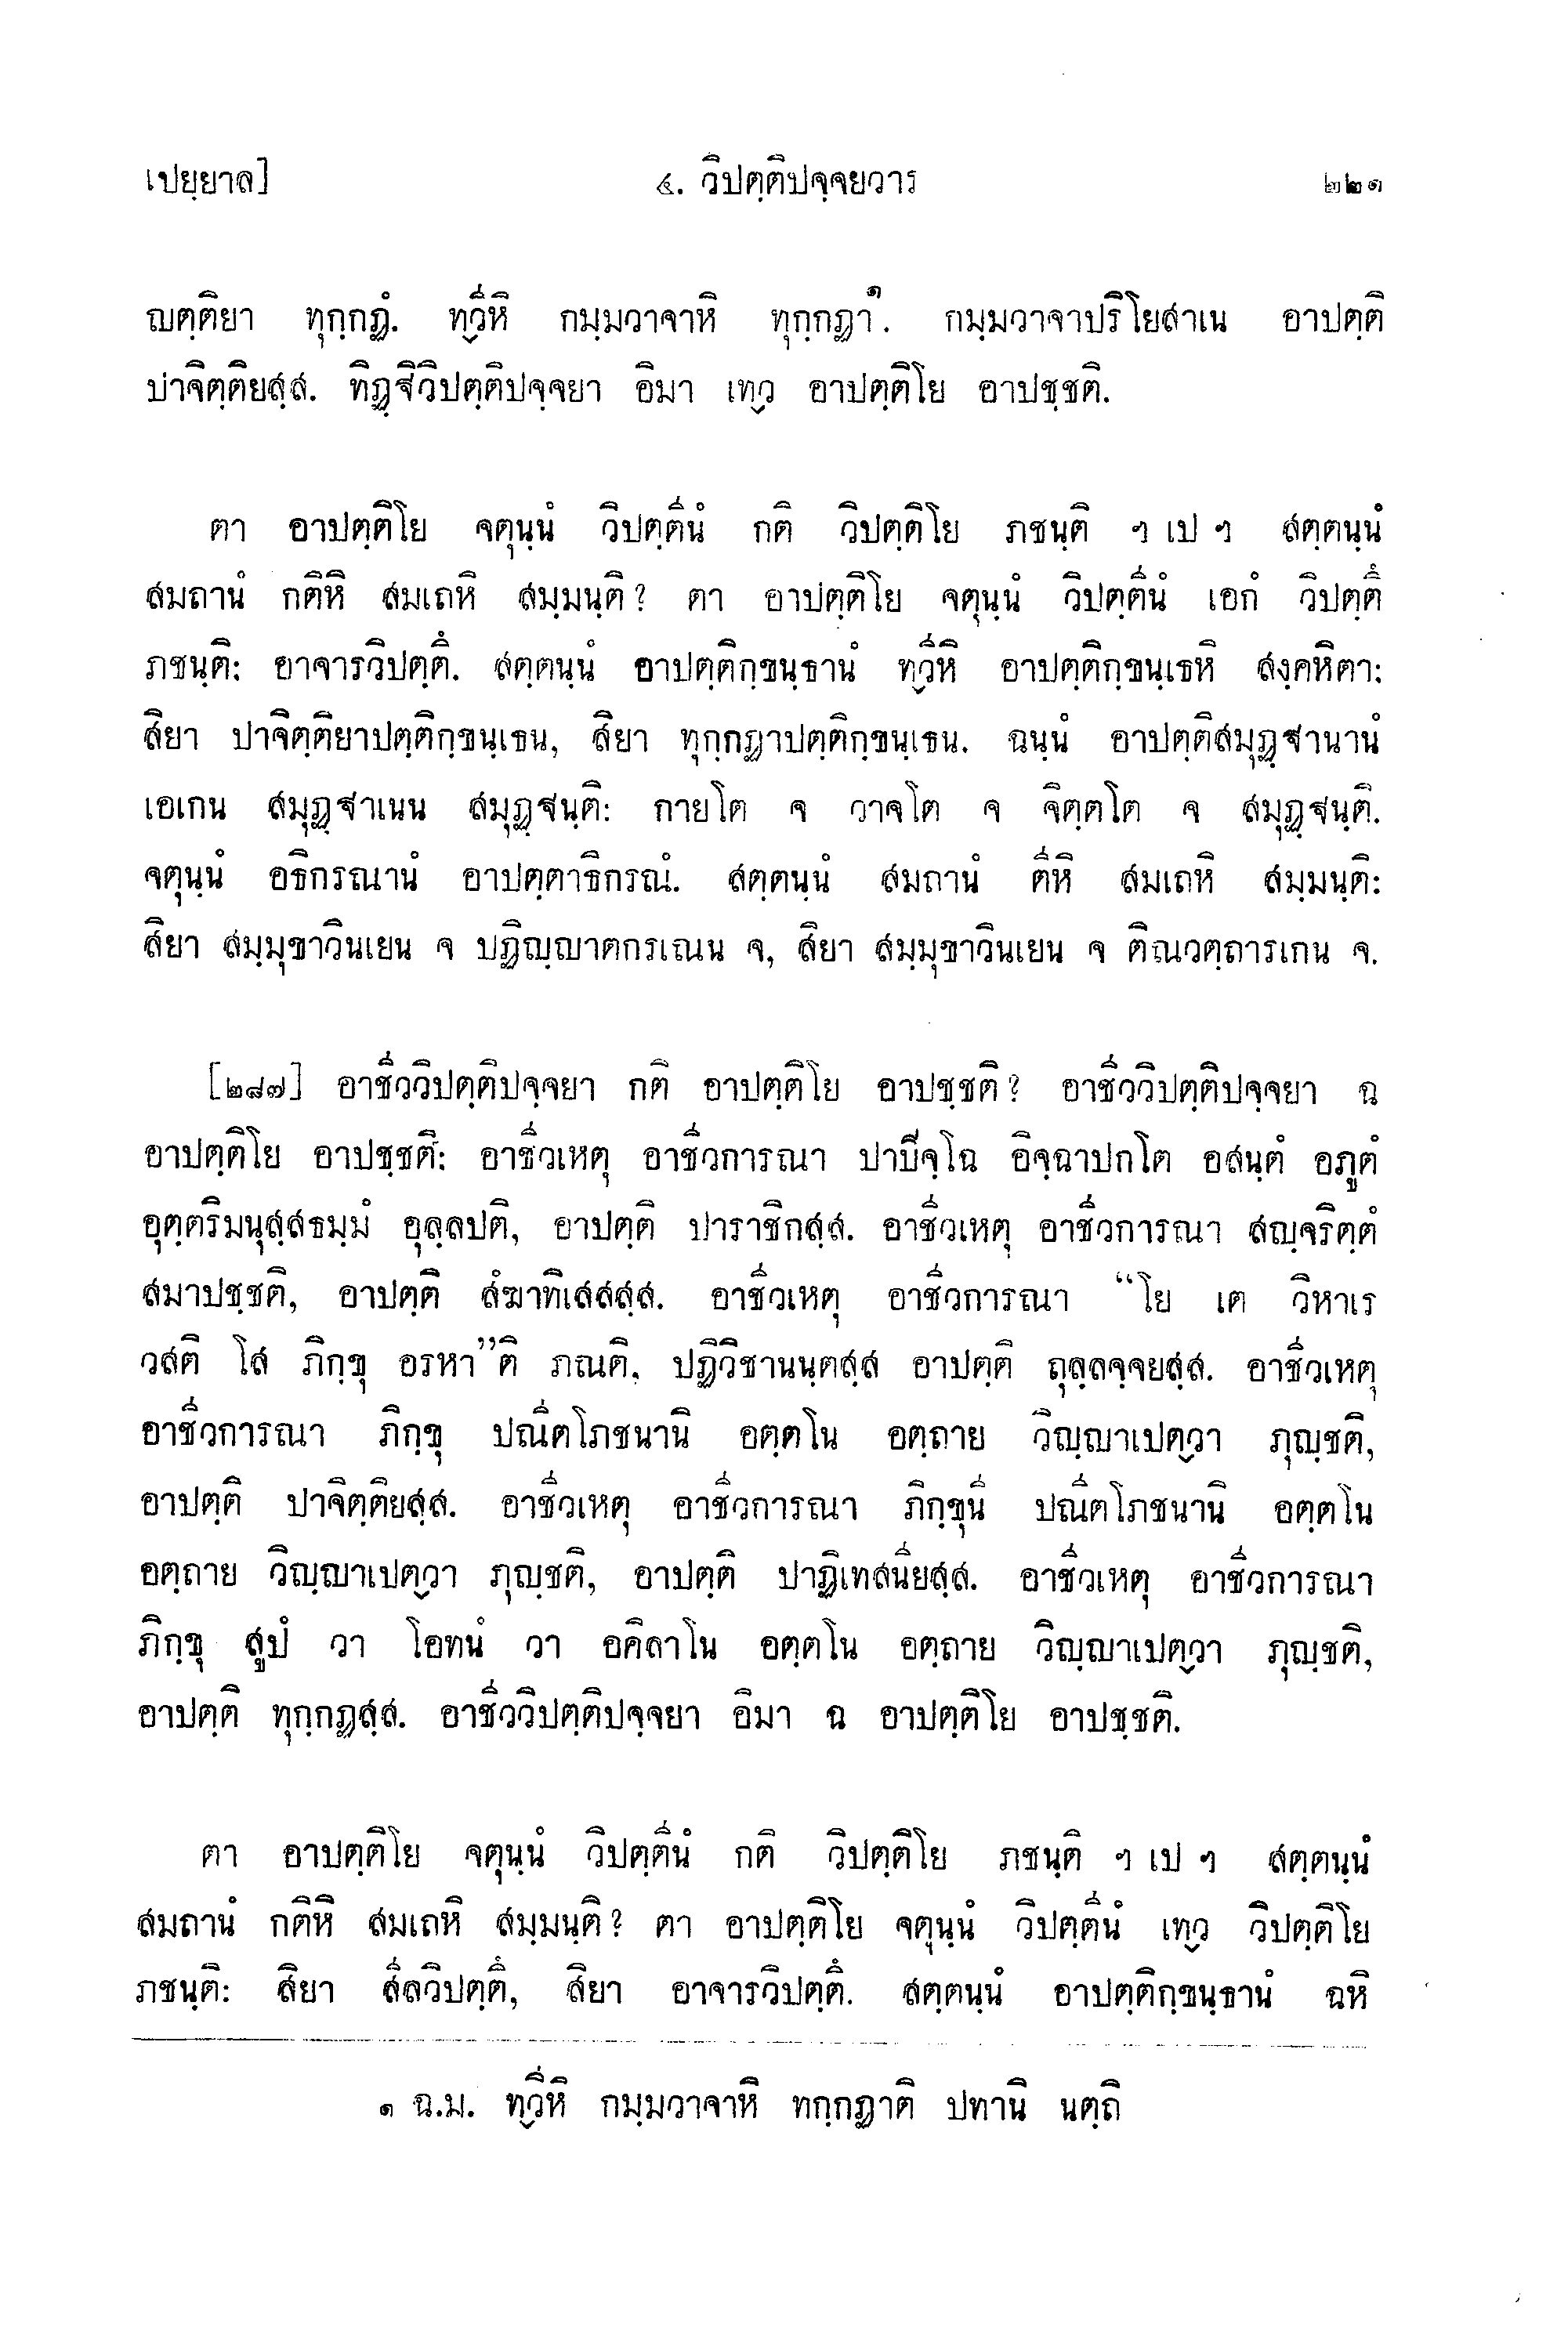 เปยฺยาล] ๕. วิปตฺติปจฺจยวาร ๒๒๑
ญตฺติยา ทุกฺกฏํ. ทฺวีหิ กมฺมวาจาหิ ทุกฺกฏา๑. กมฺมวาจาปริโยสาเน อาปตฺติ
ปาจิตฺติยสฺส. ทิฏฺฐิวิปตฺติปจฺจยา อิมา เทฺว อาปตฺติโย อาปชฺชติ.
ตา อาปตฺติโย จตุนฺนํ วิปตฺตีนํ กติ วิปตฺติโย ภชนฺติ ฯ เป ฯ สตฺตนฺนํ
สมถานํ กติหิ สมเถหิ สมฺมนฺติ? ตา อาปตฺติโย จตุนฺนํ วิปตฺตีนํ เอกํ วิปตฺตึ
ภชนฺติ: อาจารวิปตฺตึ. สตฺตนฺนํ อาปตฺติกฺขนฺธานํ ทฺวีหิ อาปตฺติกฺขนฺเธหิ สงฺคหิตา:
สิยา ปาจิตฺติยาปตฺติกฺขนฺเธน, สิยา ทุกฺกฏาปตฺติกฺขนฺเธน. ฉนฺนํ อาปตฺติสมุฏฺฐานานํ
เอเกน สมุฏฺฐาเนน สมุฏฺฐนฺติ: กายโต จ วาจโต จ จิตฺตโต จ สมุฏฺฐนฺติ.
จตุนฺนํ อธิกรณานํ อาปตฺตาธิกรณํ. สตฺตนฺนํ สมถานํ ตีหิ สมเถหิ สมฺมนฺติ:
สิยา สมฺมุขาวินเยน จ ปฏิญฺญาตกรเณน จ, สิยา สมฺมุขาวินเยน จ ติณวตฺถารเกน จ.
[๒๘๗] อาชีววิปตฺติปจฺจยา กติ อาปตฺติโย อาปชฺชติ? อาชีววิปตฺติปจฺจยา ฉ
อาปตฺติโย อาปชฺชติ: อาชีวเหตุ อาชีวการณา ปาปิจฺโฉ อิจฺฉาปกโต อสนฺตํ อภูตํ
อุตฺตริมนุสฺสธมฺมํ อุลฺลปติ, อาปตฺติ ปาราชิกสฺส. อาชีวเหตุ อาชีวการณา สญฺจริตฺตํ
สมาปชฺชติ, อาปตฺติ สํฆาทิเสสสฺส. อาชีวเหตุ อาชีวการณา “โย เต วิหาเร
วสติ โส ภิกฺขุ อรหา”ติ ภณติ, ปฏิวิชานนฺตสฺส อาปตฺติ ถุลฺลจฺจยสฺส. อาชีวเหตุ
อาชีวการณา ภิกฺขุ ปณีตโภชนานิ อตฺตโน อตฺถาย วิญฺญาเปตฺวา ภุญฺชติ,
อาปตฺติ ปาจิตฺติยสฺส. อาชีวเหตุ อาชีวการณา ภิกฺขุนี ปณีตโภชนานิ อตฺตโน
อตฺถาย วิญฺญาเปตฺวา ภุญฺชติ, อาปตฺติ ปาฏิเทสนียสฺส. อาชีวเหตุ อาชีวการณา
ภิกฺขุ สูปํ วา โอทนํ วา อคิลาโน อตฺตโน อตฺถาย วิญฺญาเปตฺวา ภุญฺชติ,
อาปตฺติ ทุกฺกฏสฺส. อาชีววิปตฺติปจฺจยา อิมา ฉ อาปตฺติโย อาปชฺชติ.
ตา อาปตฺติโย จตุนฺนํ วิปตฺตีนํ กติ วิปตฺติโย ภชนฺติ ฯ เป ฯ สตฺตนฺนํ
สมถานํ กติหิ สมเถหิ สมฺมนฺติ? ตา อาปตฺติโย จตุนฺนํ วิปตฺตีนํ เทฺว วิปตฺติโย
ภชนฺติ: สิยา สีลวิปตฺตึ, สิยา อาจารวิปตฺตึ. สตฺตนฺนํ อาปตฺติกฺขนฺธานํ ฉหิ
๑ ฉ.ม. ทฺวีหิ กมฺมวาจาหิ ทกฺกฏาติ ปทานิ นตฺถิ